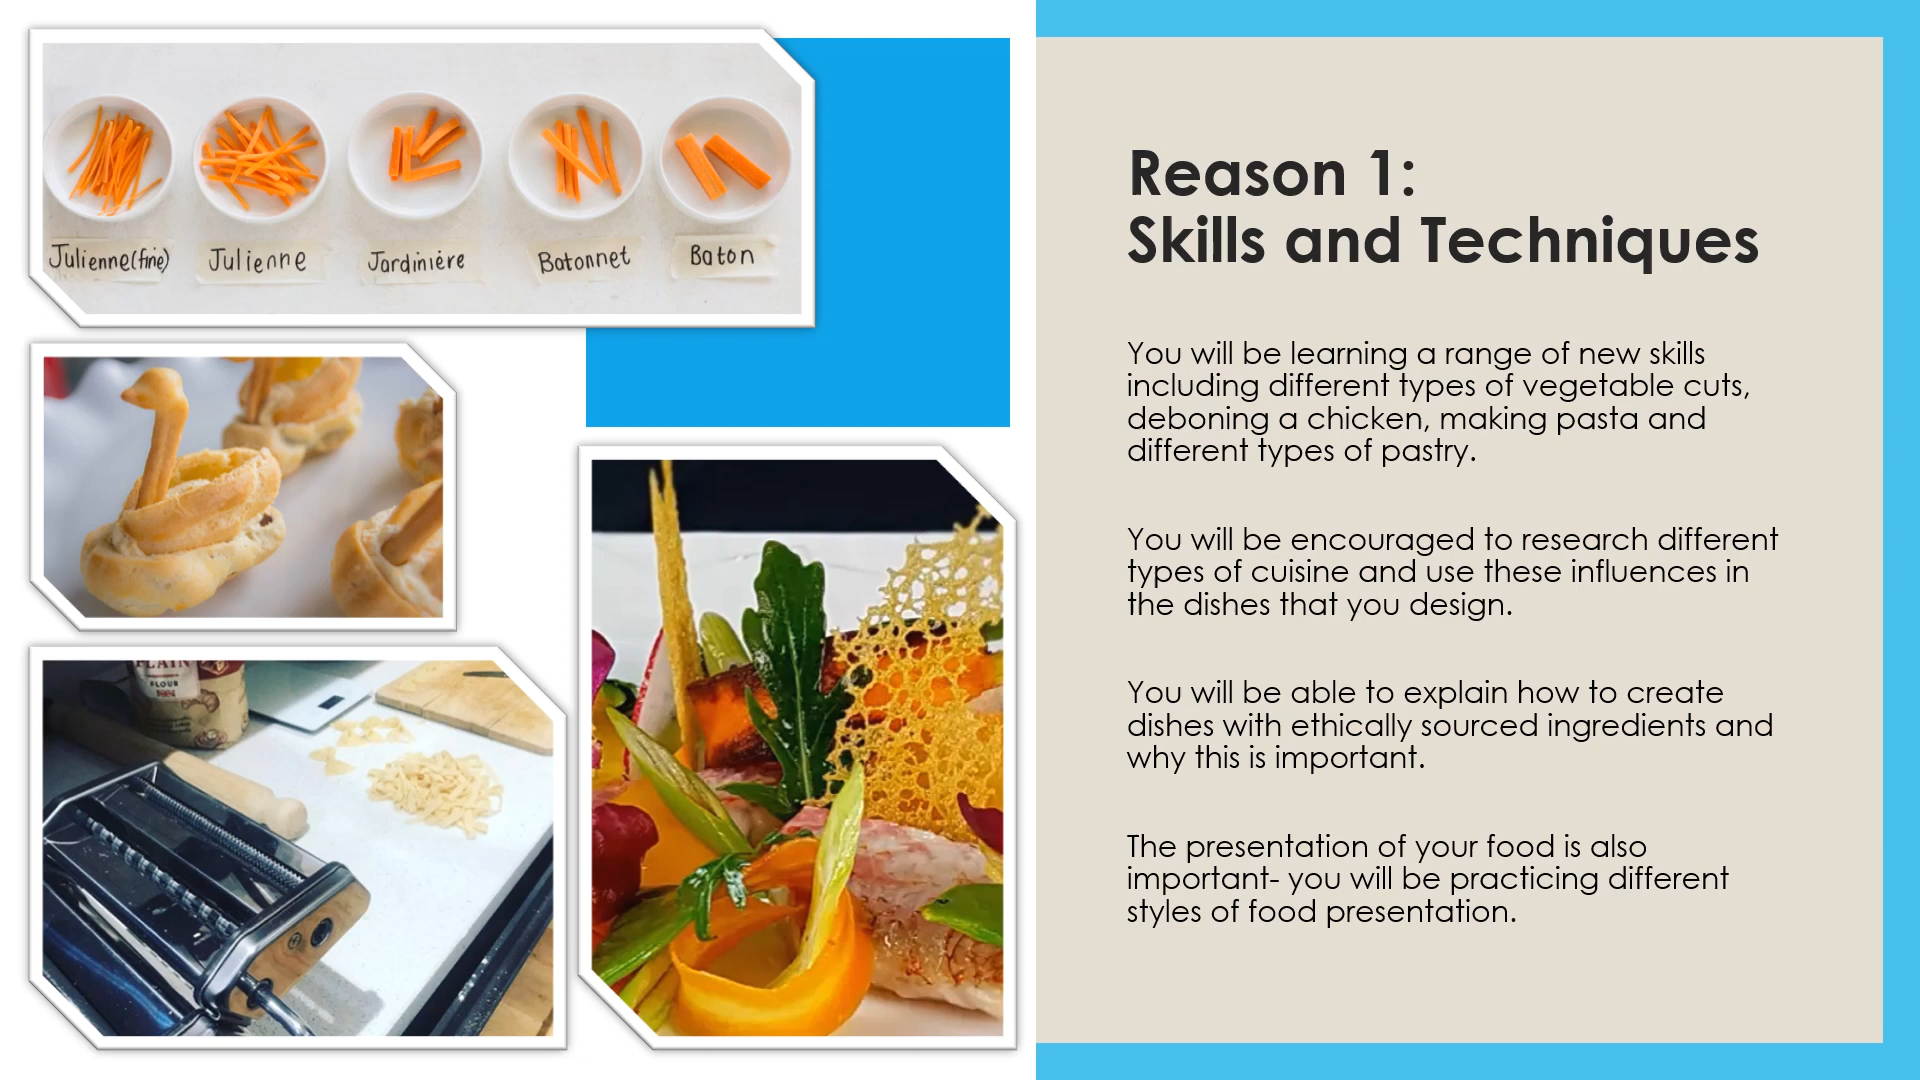 Julienne(fine)
Julienne
Jardinière
Batonnet
Baton
PLAIN
FLOUR
Reason 1:
Skills and Techniques
You will be learning a range of new skills
including different types of vegetable cuts,
deboning a chicken, making pasta and
different types of pastry.
You will be encouraged to research different
types of cuisine and use these influences in
the dishes that you design.
You will be able to explain how to create
dishes with ethically sourced ingredients and
why this is important.
The presentation of your food is also
important- you will be practicing different
styles of food presentation.